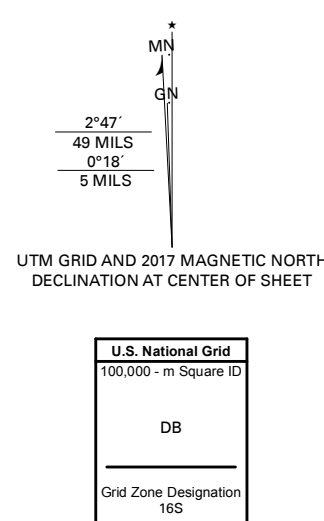 MN
GN
2°47´
49 MILS
0°18´
5 MILS
UTM GRID AND 2017 MAGNETIC NORTH
DECLINATION AT CENTER OF SHEET
U.S. National Grid
100,000 - m Square ID
DB
Grid Zone Designation
16S